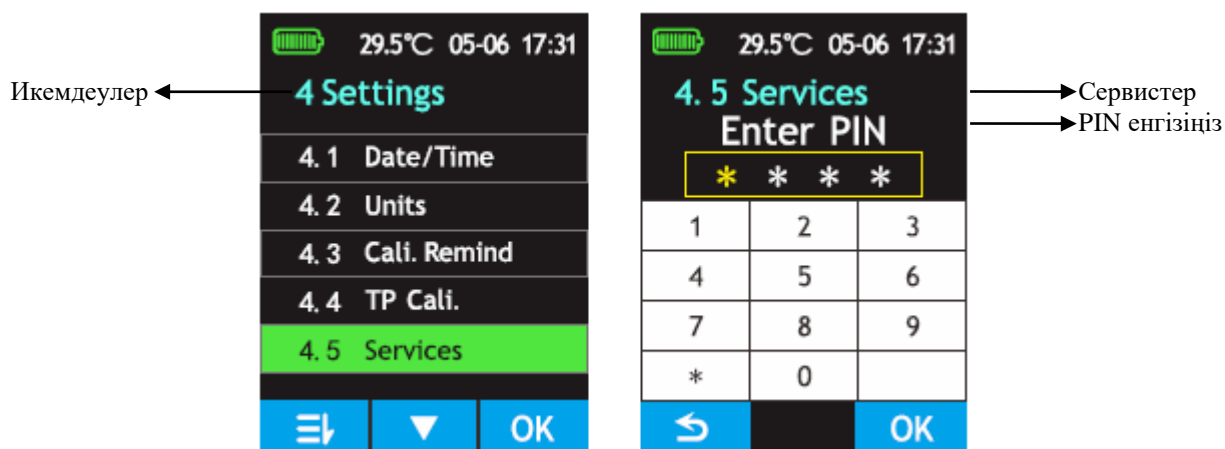 29.5°C 05-06 17:31
Икемдеулер
4 Settings
4. 1 Date/Time
4. 2 Units
4. 3 Cali. Remind
4. 4 TP Cali.
4. 5 Services
OK
29.5°C 05-06 17:31
4. 5 Services
Сервистер
Enter PIN
PIN енгізіңіз
* * * *
1 2 3
4 5 6
7 8 9
* 0
OK